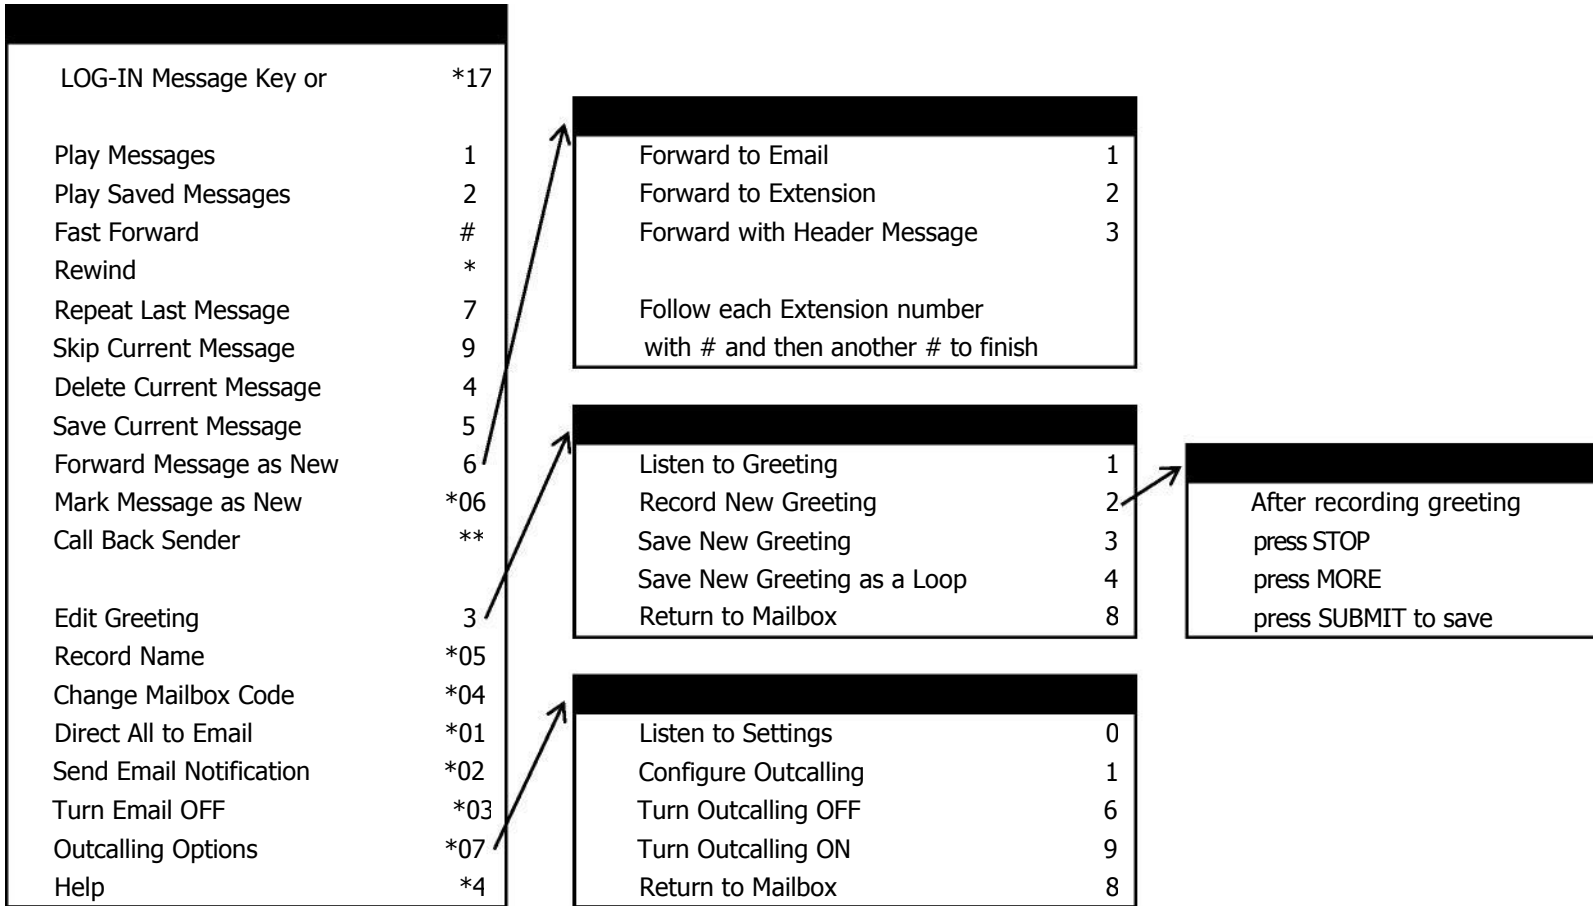 LOG-IN Message Key or *17
Play Messages 1
Play Saved Messages 2
Fast Forward #
Rewind *
Repeat Last Message 7
Skip Current Message 9
Delete Current Message 4
Save Current Message 5
Forward Message as New 6
Mark Message as New *06
Call Back Sender **
Edit Greeting 3
Record Name *05
Change Mailbox Code *04
Direct All to Email *01
Send Email Notification *02
Turn Email OFF *03
Outcalling Options *07
Help *4
Forward to Email 1
Forward to Extension 2
Forward with Header Message 3
Follow each Extension number
with # and then another # to finish
Listen to Greeting 1
Record New Greeting 2
Save New Greeting 3
Save New Greeting as a Loop 4
Return to Mailbox 8
After recording greeting
press STOP
press MORE
press SUBMIT to save
Listen to Settings 0
Configure Outcalling 1
Turn Outcalling OFF 6
Turn Outcalling ON 9
Return to Mailbox 8